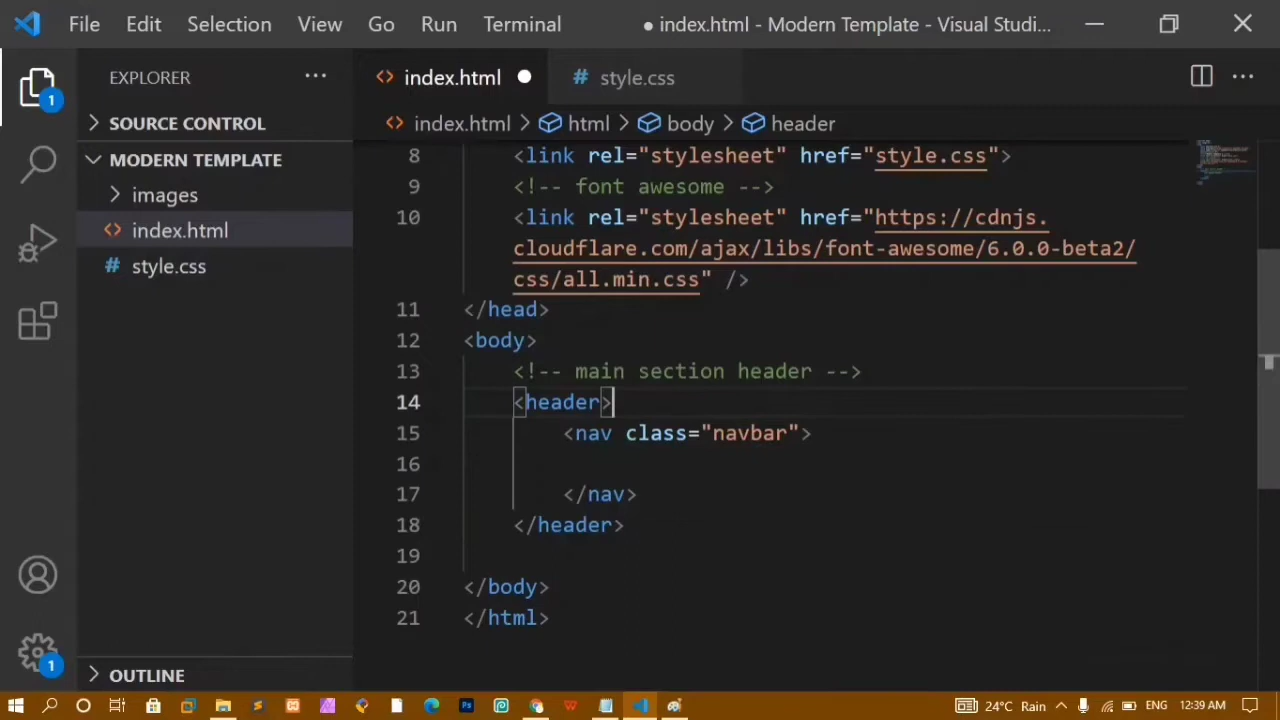 File Edit Selection View Go Run Terminal ● index.html - Modern Template - Visual Studi...
EXPLORER ···
index.html ●
# style.css
···
1
SOURCE CONTROL
MODERN TEMPLATE
images
index.html
# style.css
index.html > html > body > header
8 <link rel="stylesheet" href="style.css">
9 <!-- font awesome -->
10 <link rel="stylesheet" href="https://cdnjs.
cloudflare.com/ajax/libs/font-awesome/6.0.0-beta2/
css/all.min.css" />
11 </head>
12 <body>
13 <!-- main section header -->
14 <header>
15 <nav class="navbar">
16
17 </nav>
18 </header>
19
20 </body>
21 </html>
1
OUTLINE
24°C Rain ENG 12:39 AM